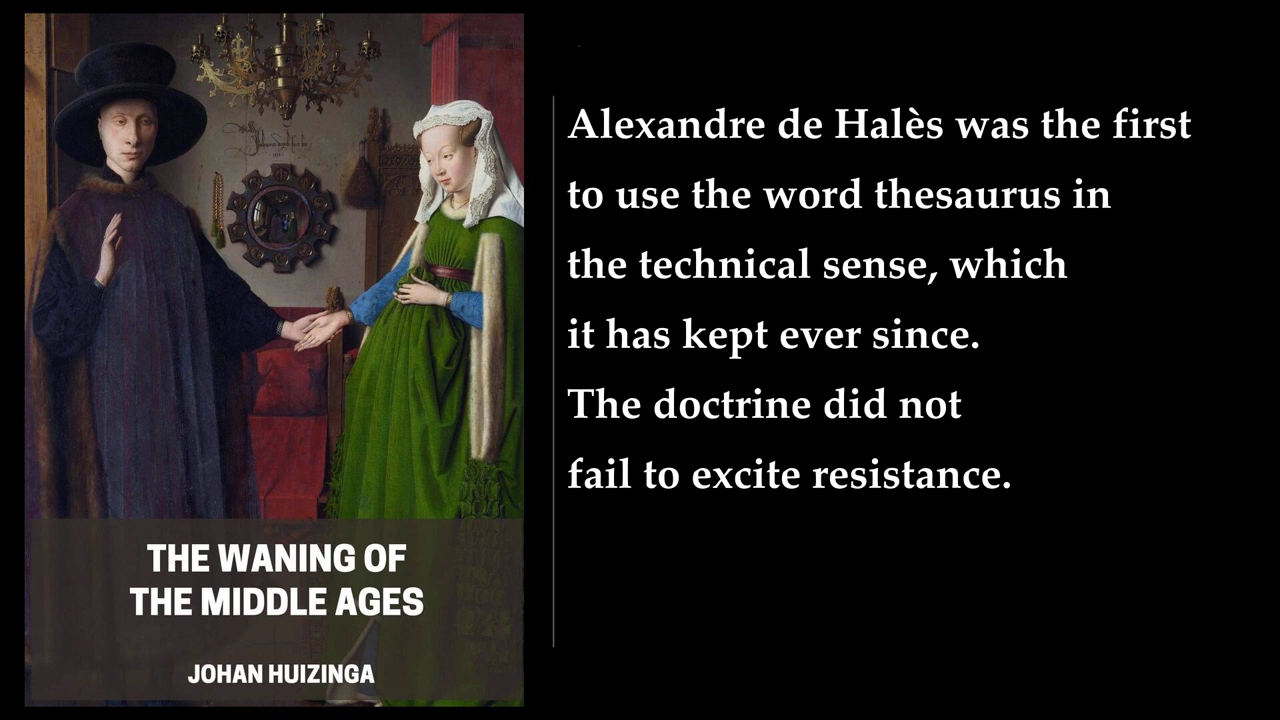 THE WANING OF
THE MIDDLE AGES
JOHAN HUIZINGA
Alexandre de Halès was the first
to use the word thesaurus in
the technical sense, which
it has kept ever since.
The doctrine did not
fail to excite resistance.